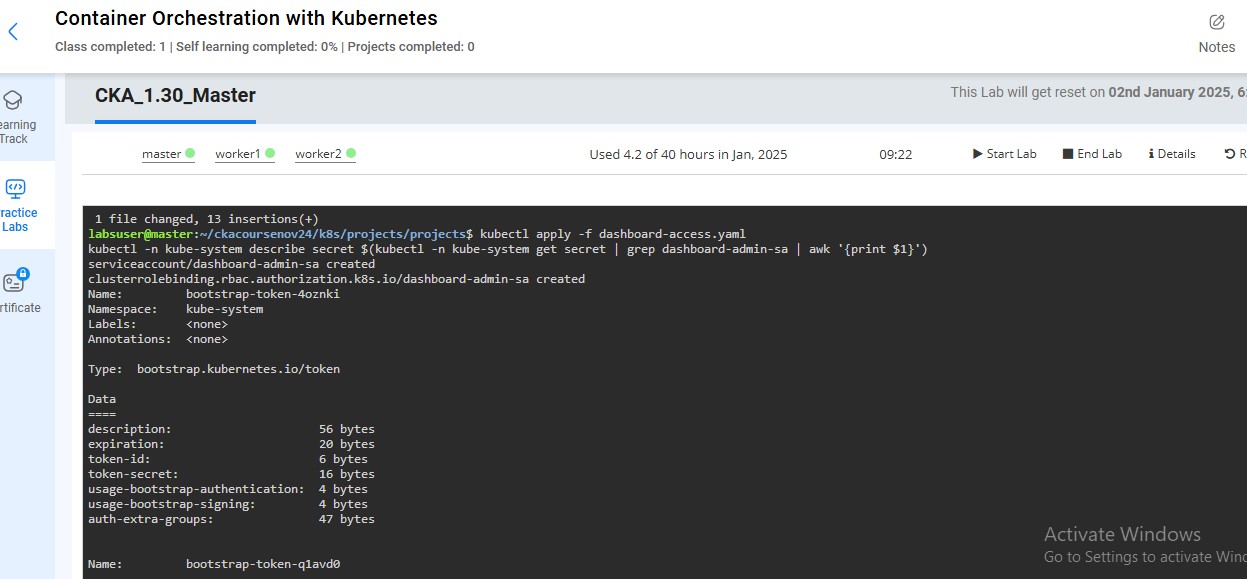 Container Orchestration with Kubernetes
Class completed: 1 | Self learning completed: 0% | Projects completed: 0
Notes
earning
Track
ractice
Labs
rtificate
CKA_1.30_Master
This Lab will get reset on 02nd January 2025, 6:
master worker1 worker2 Used 4.2 of 40 hours in Jan, 2025 09:22 Start Lab End Lab Details R
1 file changed, 13 insertions(+)
labsuser@master:~/ckacoursenov24/k8s/projects/projects$ kubectl apply -f dashboard-access.yaml
kubectl -n kube-system describe secret $(kubectl -n kube-system get secret | grep dashboard-admin-sa | awk '{print $1}')
serviceaccount/dashboard-admin-sa created
clusterrolebinding.rbac.authorization.k8s.io/dashboard-admin-sa created
Name: bootstrap-token-4oznki
Namespace: kube-system
Labels: <none>
Annotations: <none>
Type: bootstrap.kubernetes.io/token
Data
====
description: 56 bytes
expiration: 20 bytes
token-id: 6 bytes
token-secret: 16 bytes
usage-bootstrap-authentication: 4 bytes
usage-bootstrap-signing: 4 bytes
auth-extra-groups: 47 bytes
Name: bootstrap-token-q1avd0
Activate Windows
Go to Settings to activate Win